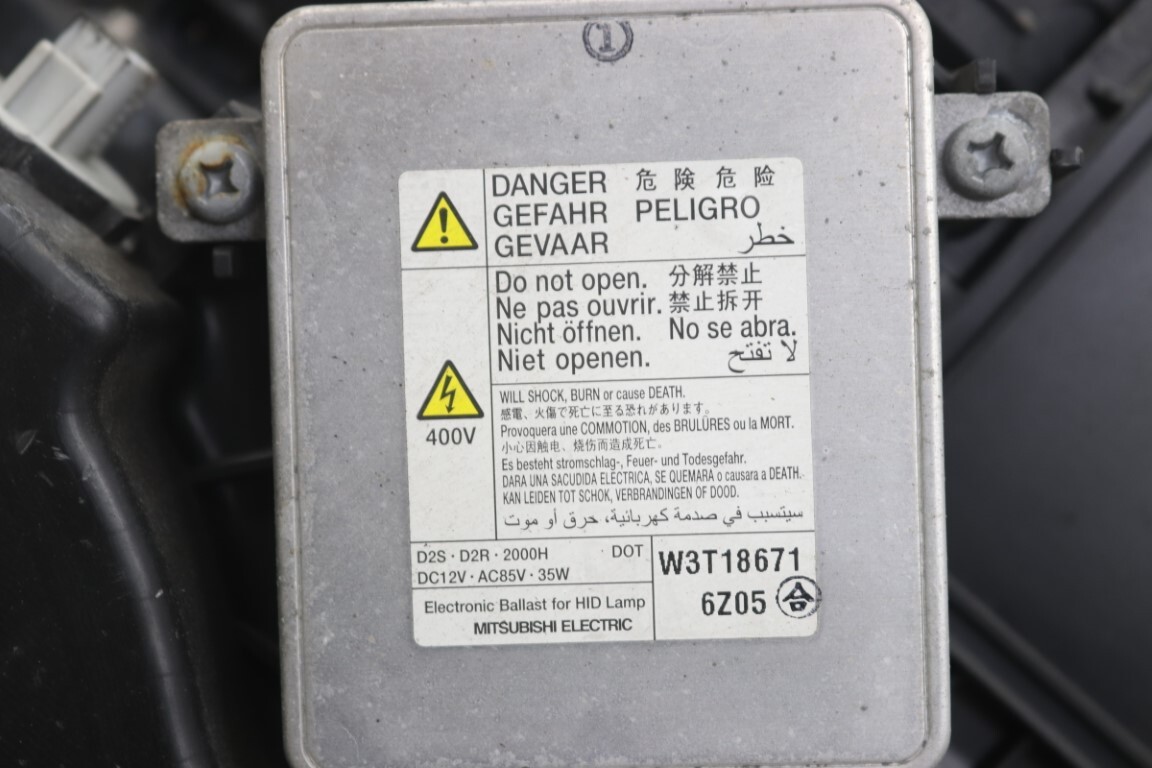 1
DANGER 危険 危险
GEFAHR PELIGRO
GEVAAR خطر
Do not open. 分解禁止
Ne pas ouvrir. 禁止拆开
Nicht öffnen. No se abra.
Niet openen. لا تفتح
400V
WILL SHOCK, BURN or cause DEATH.
感電、火傷で死亡に至る恐れがあります。
Provoquera une COMMOTION, des BRULÛRES ou la MORT.
小心因触电、烧伤而造成死亡。
Es besteht stromschlag-, Feuer- und Todesgefahr.
DARA UNA SACUDIDA ELECTRICA, SE QUEMARA o causara a DEATH.
KAN LEIDEN TOT SCHOK, VERBRANDINGEN OF DOOD.
سيتسبب في صدمة كهربائية، حرق أو موت
D2S · D2R · 2000H DOT
DC12V · AC85V · 35W
Electronic Ballast for HID Lamp
MITSUBISHI ELECTRIC
W3T18671
6Z05 合